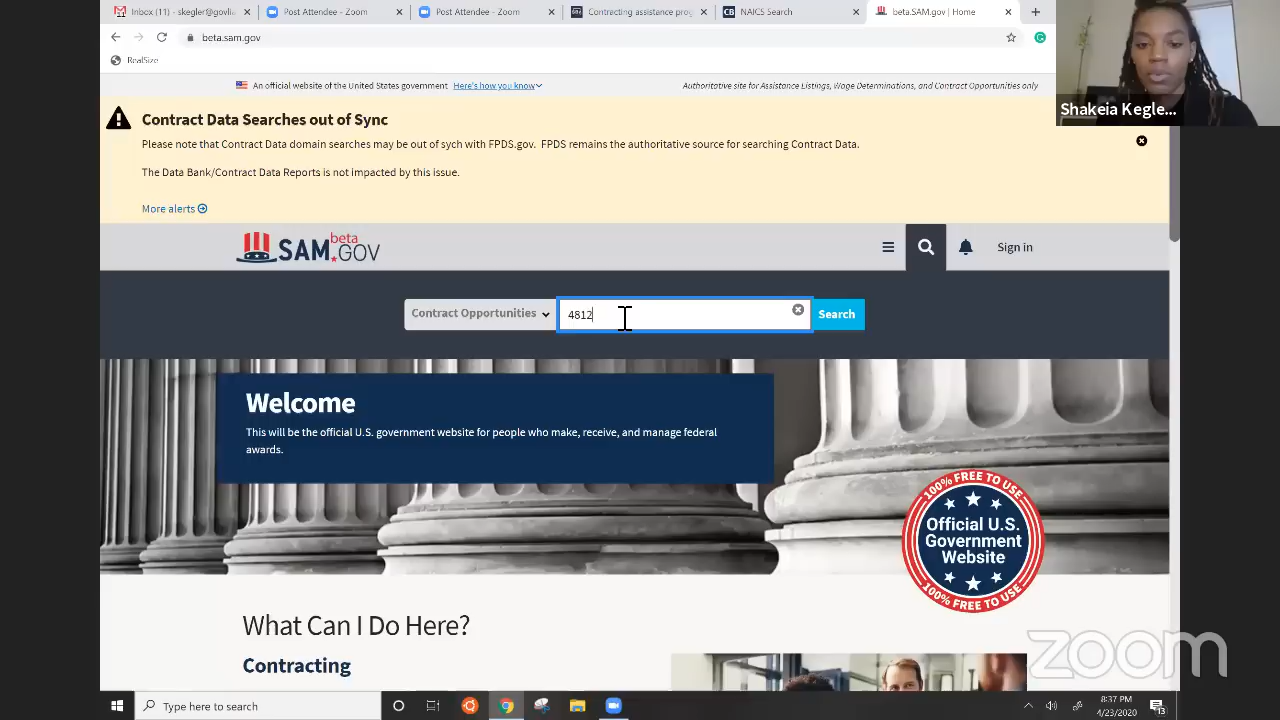 Inbox (11) - skegler@govlia
Post Attendee - Zoom
Post Attendee - Zoom
Contracting assistance prog
NAICS Search
beta.SAM.gov | Home
beta.sam.gov
RealSize
An official website of the United States government Here's how you know
Authoritative site for Assistance Listings, Wage Determinations, and Contract Opportunities only
Shakeia Kegle...
Contract Data Searches out of Sync
Please note that Contract Data domain searches may be out of sych with FPDS.gov. FPDS remains the authoritative source for searching Contract Data.
The Data Bank/Contract Data Reports is not impacted by this issue.
More alerts
SAM.GOV
beta
Sign in
Contract Opportunities
4812
Search
Welcome
This will be the official U.S. government website for people who make, receive, and manage federal
awards.
100% FREE TO USE
Official U.S.
Government
Website
100% FREE TO USE
What Can I Do Here?
Contracting
zoom
Type here to search
8:37 PM
4/23/2020
13